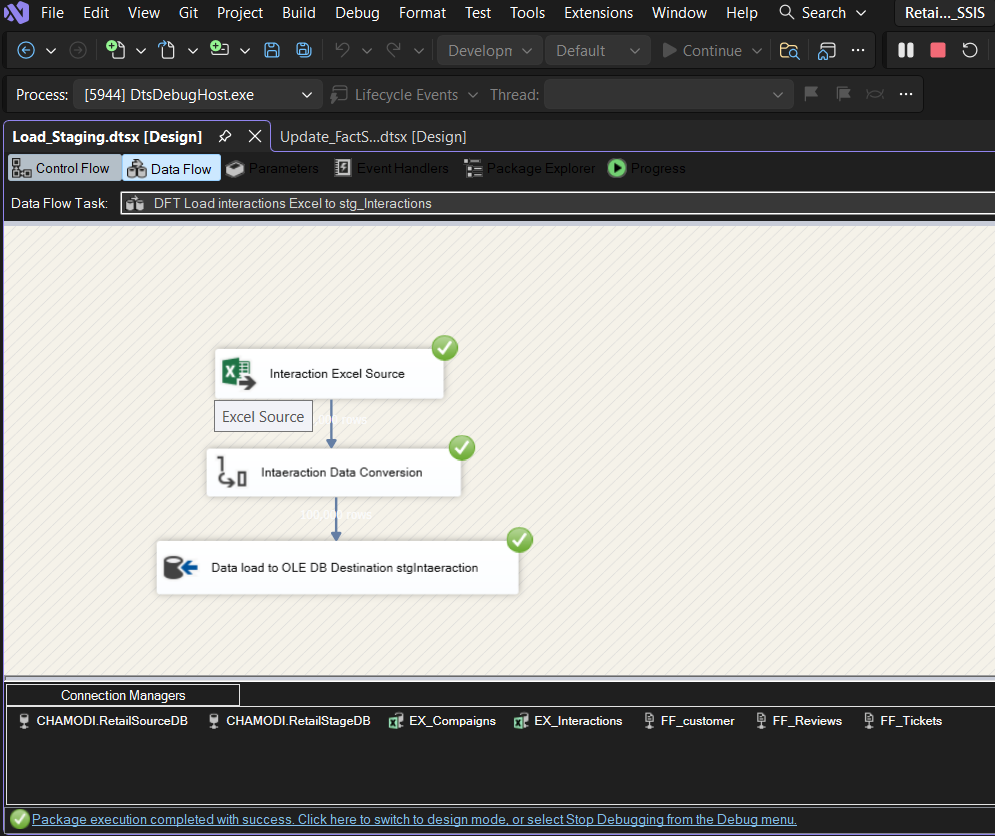 File Edit View Git Project Build Debug Format Test Tools Extensions Window Help Search Retai..._SSIS
Developn Default Continue
Process: [5944] DtsDebugHost.exe Lifecycle Events Thread:
Load_Staging.dtsx [Design] Update_FactS...dtsx [Design]
Control Flow Data Flow Parameters Event Handlers Package Explorer Progress
Data Flow Task: DFT Load interactions Excel to stg_Interactions
Interaction Excel Source
Excel Source rows
Intaeraction Data Conversion
rows
Data load to OLE DB Destination stgIntaeraction
Connection Managers
CHAMODI.RetailSourceDB CHAMODI.RetailStageDB EX_Compaigns EX_Interactions FF_customer FF_Reviews FF_Tickets
Package execution completed with success. Click here to switch to design mode, or select Stop Debugging from the Debug menu.